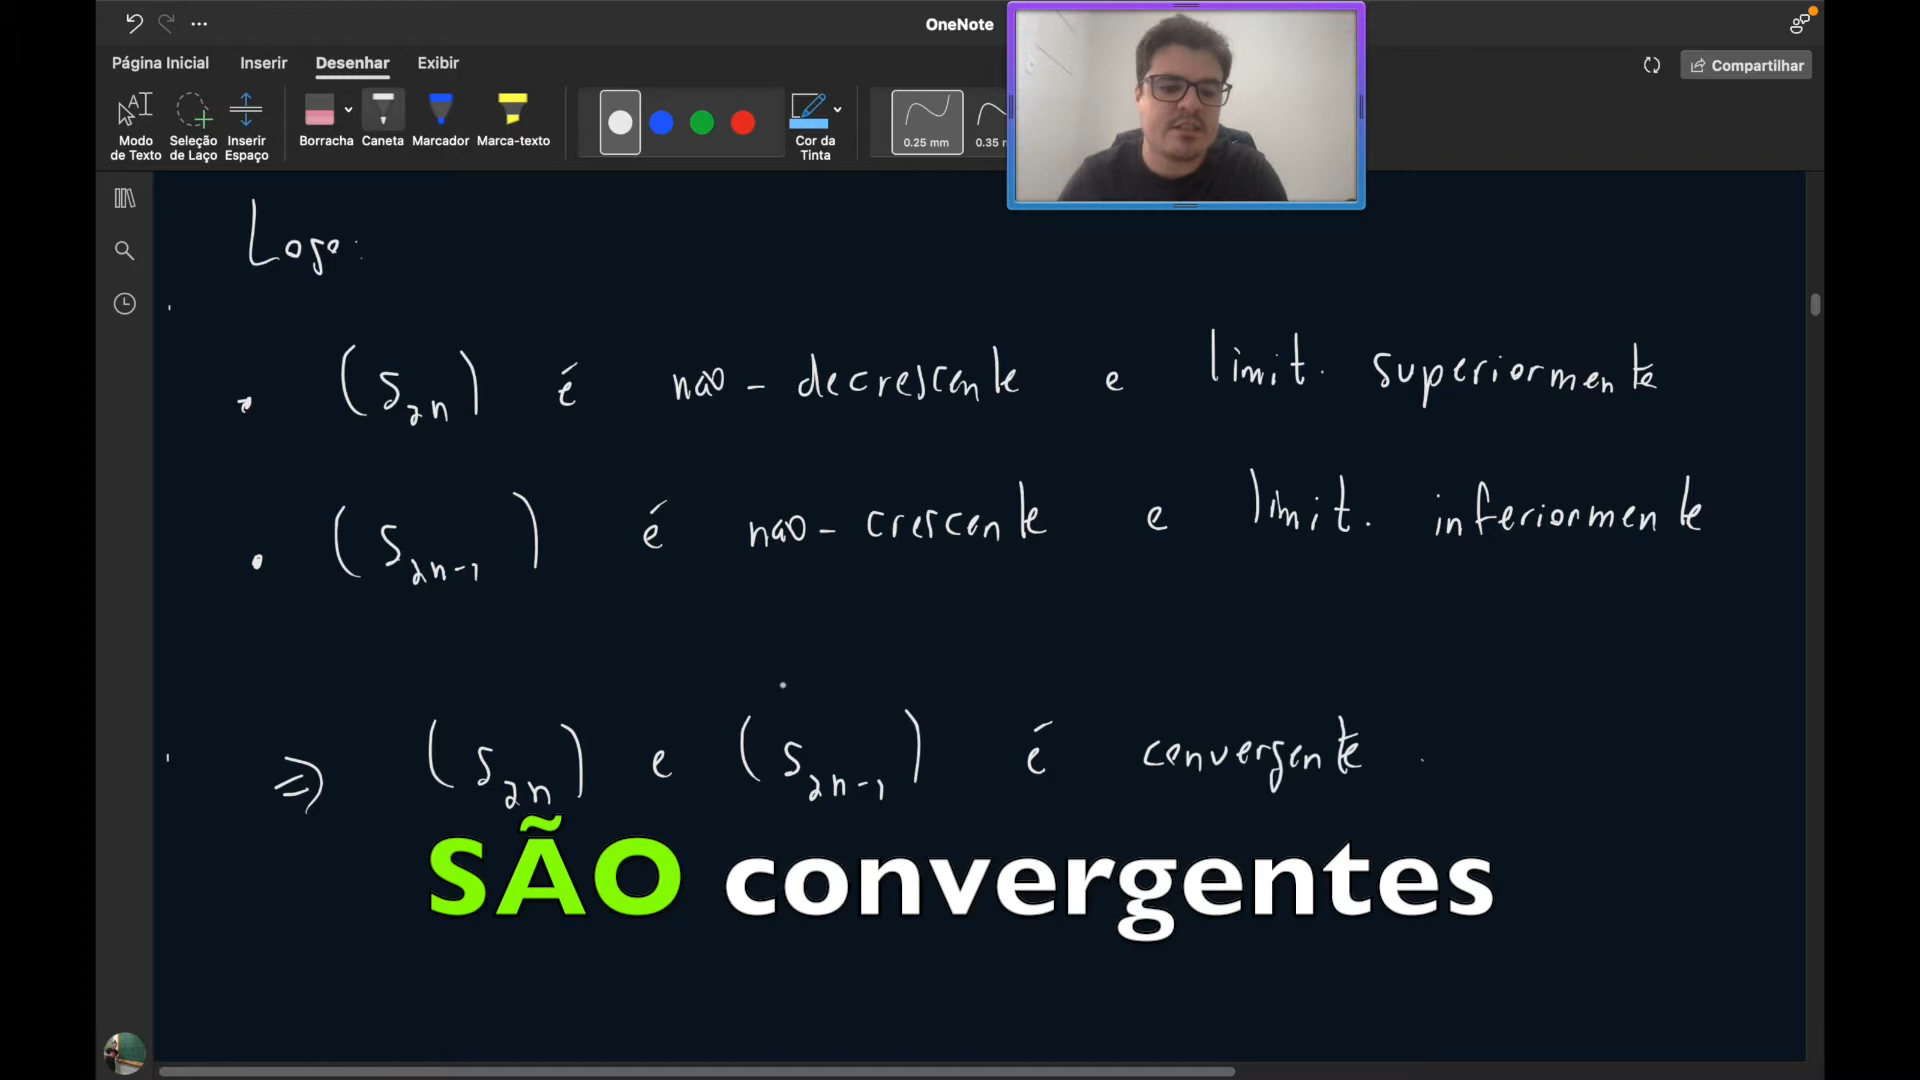 OneNote
Página Inicial Inserir Desenhar Exibir
Compartilhar
Modo de Texto
Seleção de Laço
Inserir Espaço
Borracha
Caneta
Marcador
Marca-texto
Cor da Tinta
0.25 mm
0.35
Logo:
(S2n) é não-decrescente e limit. superiormente
(S2n-1) é não-crescente e limit. inferiormente
⇒ (S2n) e (S2n-1) é convergente.
SÃO convergentes